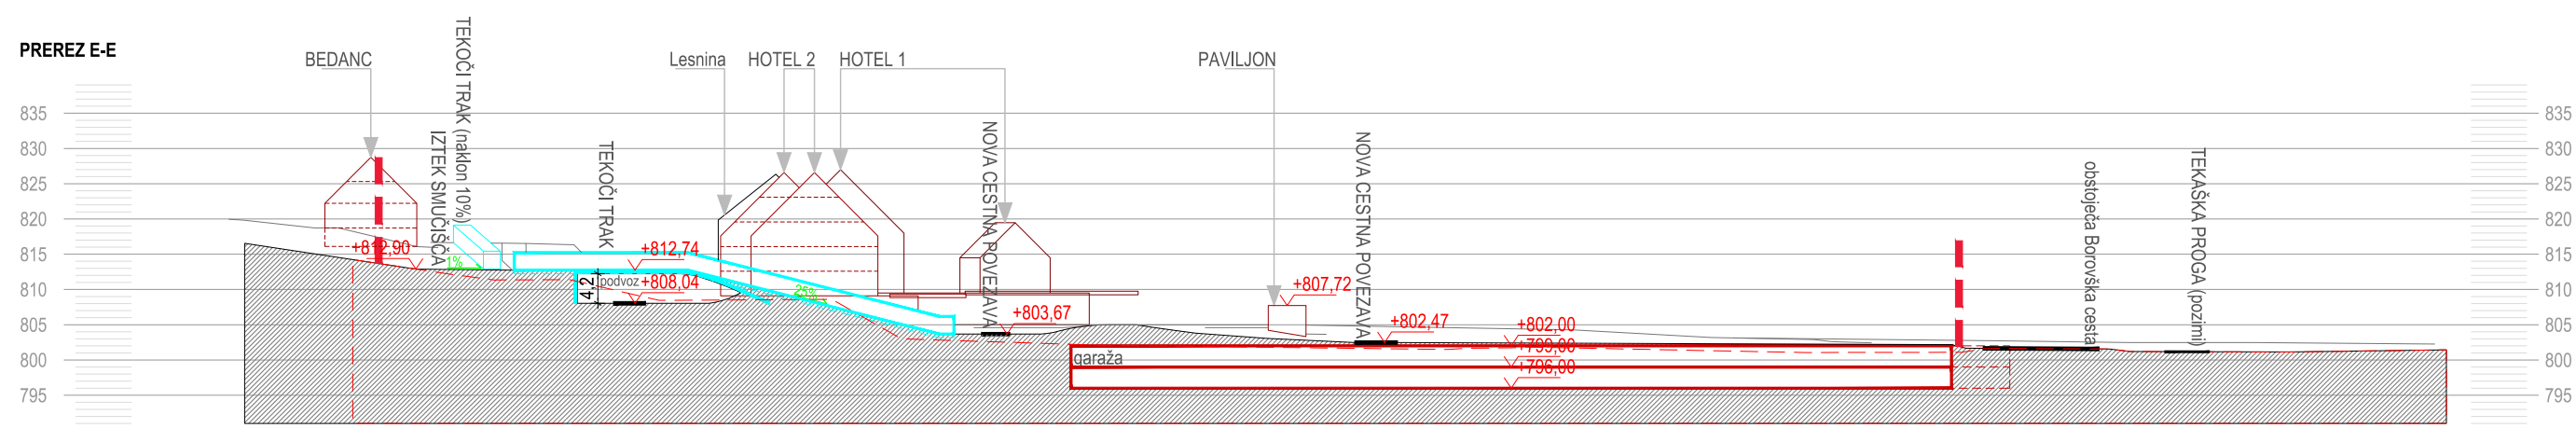 PREREZ E-E
BEDANC
TEKOČI TRAK (naklon 10%)
IZTEK SMUČIŠČA
TEKOČI TRAK
Lesnina
HOTEL 2
HOTEL 1
NOVA CESTNA POVEZAVA
PAVILJON
NOVA CESTNA POVEZAVA
obstoječa Borovška cesta
TEKAŠKA PROGA (pozimi)
835
830
825
820
815
810
805
800
795
835
830
825
820
815
810
805
800
795
+812,90
1%
+812,74
4,2
podvoz
+808,04
25%
+803,67
+807,72
+802,47
+802,00
+799,00
+796,00
garaža